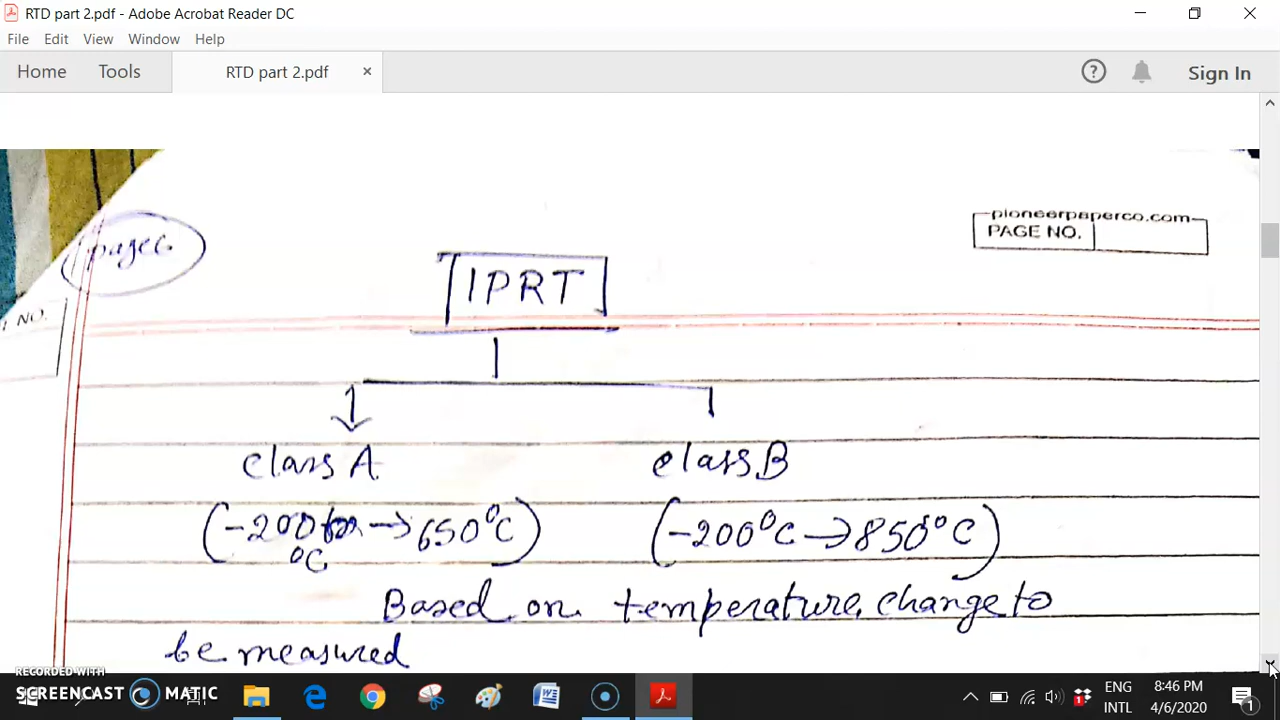 RTD part 2.pdf - Adobe Acrobat Reader DC
File Edit View Window Help
Home Tools RTD part 2.pdf × Sign In
pioneerpaperco.com
PAGE NO.
NO.
IPRT
class A class B
(-200 → 650°C) (-200°C → 850°C)
°C
Based on temperature change to
be measured
RECORDED WITH
SCREENCAST MATIC
ENG 8:46 PM
INTL 4/6/2020
1